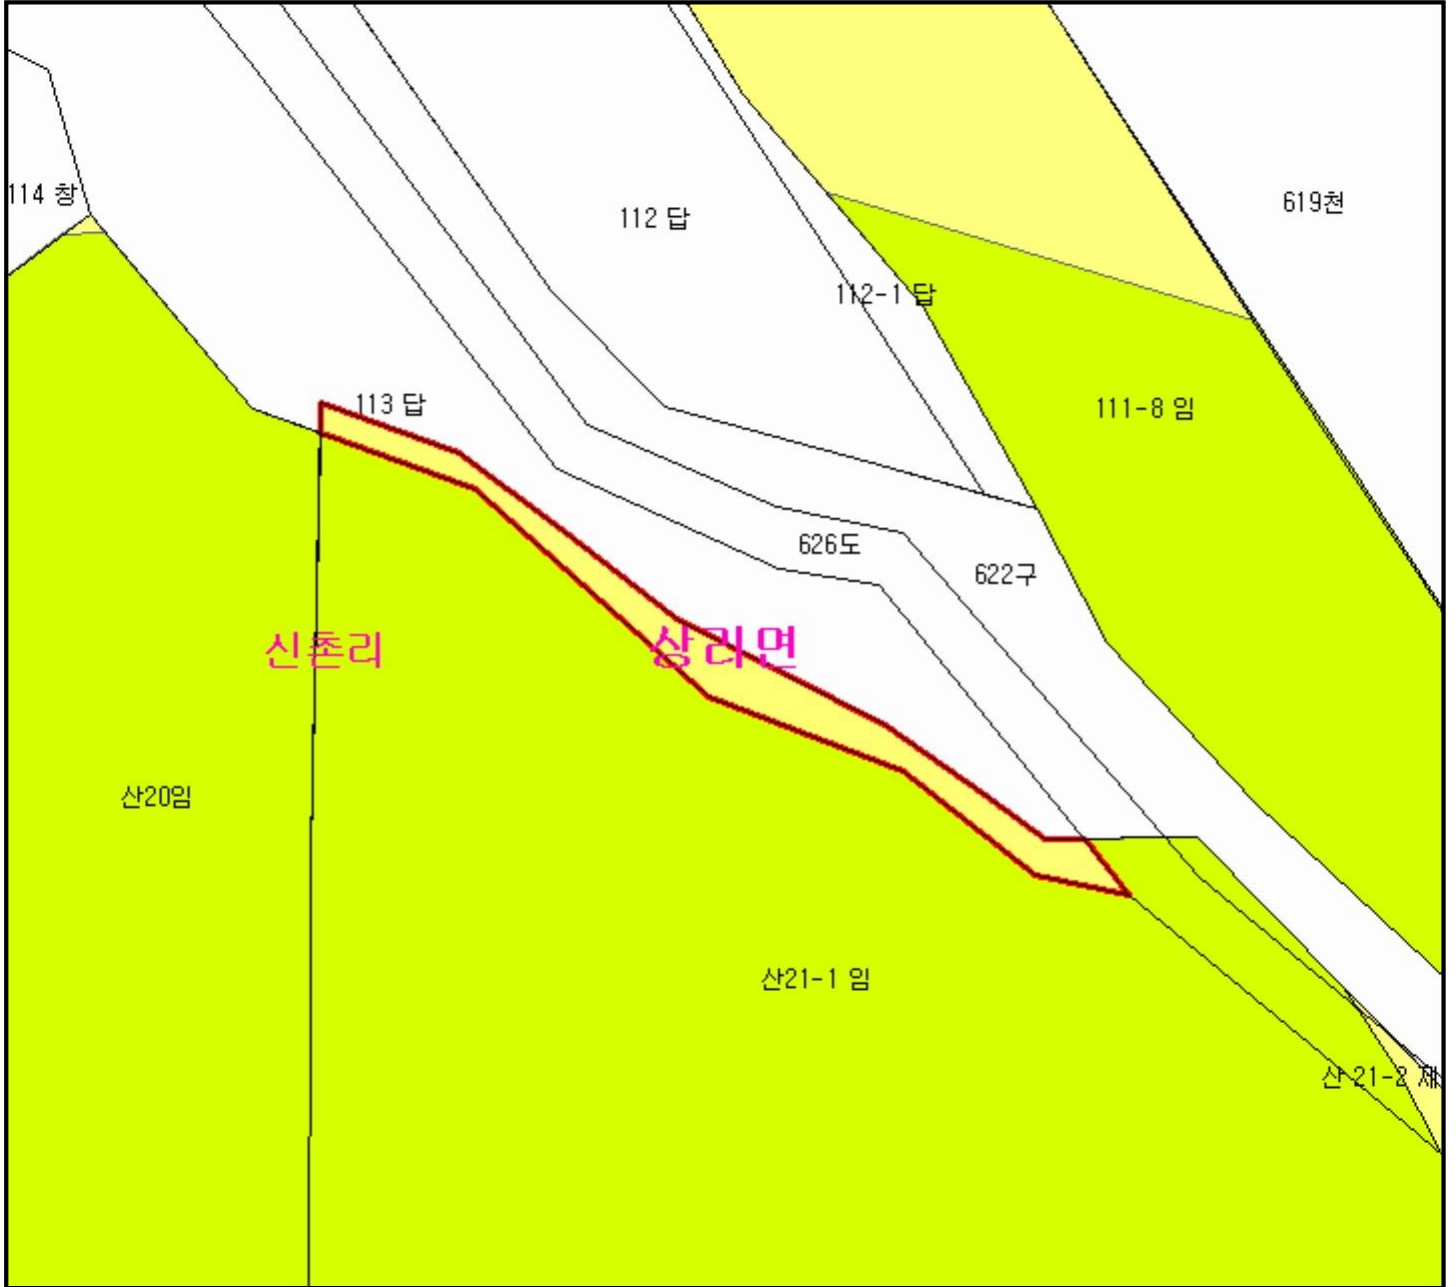 114 창
112 답
619천
112-1 답
113 답
111-8 임
626도
622구
신촌리
상리면
산20임
산21-1 임
산 21-2 제